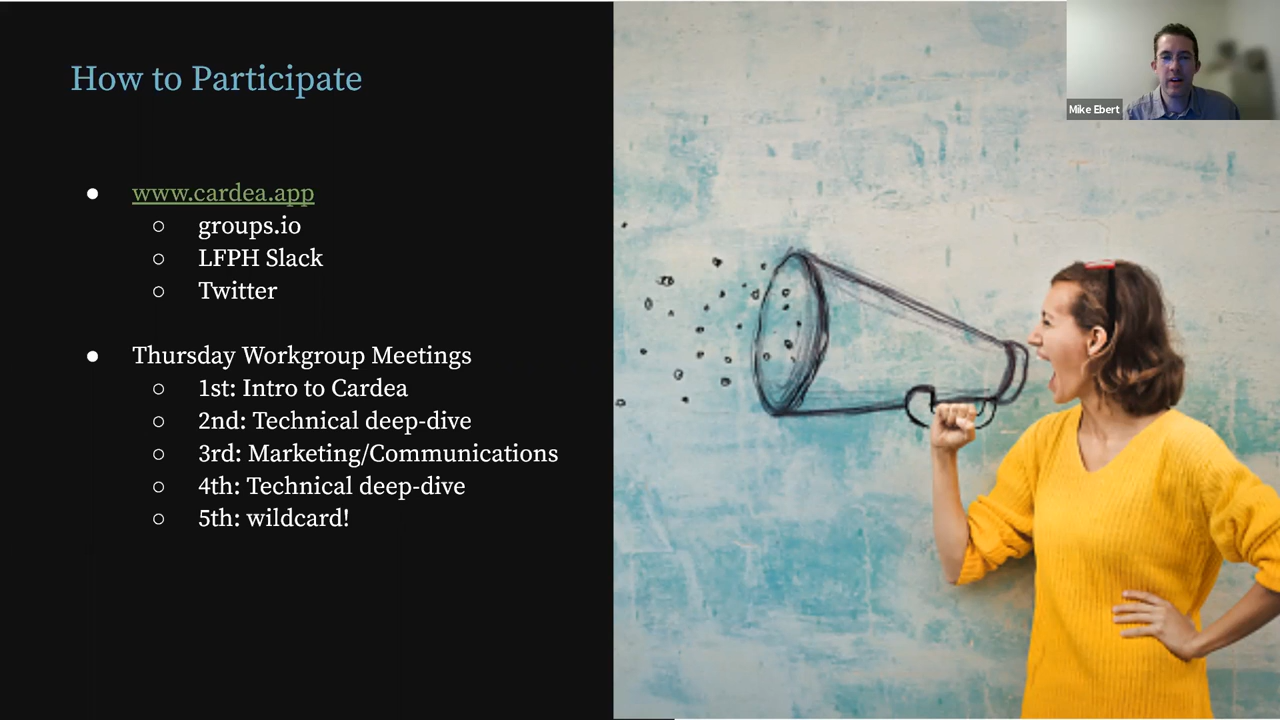 How to Participate
www.cardea.app
groups.io
LFPH Slack
Twitter
Thursday Workgroup Meetings
1st: Intro to Cardea
2nd: Technical deep-dive
3rd: Marketing/Communications
4th: Technical deep-dive
5th: wildcard!
Mike Ebert